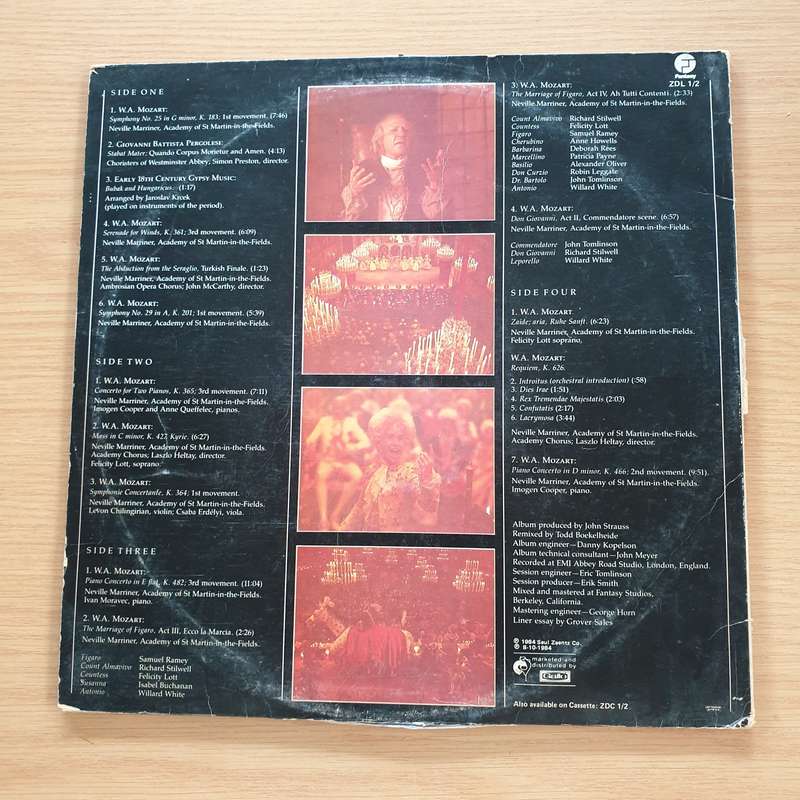 SIDE ONE
1. W.A. MOZART:
Symphony No. 25 in G minor, K. 183; 1st movement. (7:46)
Neville Marriner, Academy of St Martin-in-the-Fields.
2. GIOVANNI BATTISTA PERGOLESE:
Stabat Mater: Quando Corpus Morietur and Amen. (4:13)
Choristers of Westminster Abbey; Simon Preston, director.
3. EARLY 18TH CENTURY GYPSY MUSIC:
Bubak and Hungaricus. (1:17)
Arranged by Jaroslav Krcek
(played on instruments of the period).
4. W.A. MOZART:
Serenade for Winds, K. 361; 3rd movement. (6:09)
Neville Marriner, Academy of St Martin-in-the-Fields.
5. W.A. MOZART:
The Abduction from the Seraglio, Turkish Finale. (1:23)
Neville Marriner, Academy of St Martin-in-the-Fields.
Ambrosian Opera Chorus; John McCarthy, director.
6. W.A. MOZART:
Symphony No. 29 in A, K. 201; 1st movement. (5:39)
Neville Marriner, Academy of St Martin-in-the-Fields.
SIDE TWO
1. W.A. MOZART:
Concerto for Two Pianos, K. 365; 3rd movement. (7:11)
Neville Marriner, Academy of St Martin-in-the-Fields.
Imogen Cooper and Anne Queffelec, pianos.
2. W.A. MOZART:
Mass in C minor, K. 427, Kyrie. (6:27)
Neville Marriner, Academy of St Martin-in-the-Fields.
Academy Chorus; Laszlo Heltay, director.
Felicity Lott, soprano.
3. W.A. MOZART:
Symphonie Concertante, K. 364; 1st movement.
Neville Marriner, Academy of St Martin-in-the-Fields.
Levon Chilingirian, violin; Csaba Erdélyi, viola.
SIDE THREE
1. W.A. MOZART:
Piano Concerto in E flat, K. 482; 3rd movement. (11:04)
Neville Marriner, Academy of St Martin-in-the-Fields.
Ivan Moravec, piano.
2. W.A. MOZART:
The Marriage of Figaro, Act III, Ecco la Marcia. (2:26)
Neville Marriner, Academy of St Martin-in-the-Fields.
Figaro Samuel Ramey
Count Almavivo Richard Stilwell
Countess Felicity Lott
Susanna Isabel Buchanan
Antonio Willard White
Fantasy
ZDL 1/2
3) W.A. MOZART:
The Marriage of Figaro, Act IV, Ah Tutti Contenti. (2:33)
Neville Marriner, Academy of St Martin-in-the-Fields.
Count Almavivo Richard Stilwell
Countess Felicity Lott
Figaro Samuel Ramey
Cherubino Anne Howells
Barbarina Deborah Rees
Marcellino Patricia Payne
Basilio Alexander Oliver
Don Curzio Robin Leggate
Dr. Bartolo John Tomlinson
Antonio Willard White
4. W.A. MOZART:
Don Giovanni, Act II, Commendatore scene. (6:57)
Neville Marriner, Academy of St Martin-in-the-Fields.
Commendatore John Tomlinson
Don Giovanni Richard Stilwell
Leporello Willard White
SIDE FOUR
1. W.A. MOZART
Zaide; aria, Ruhe Sanft. (6:23)
Neville Marriner, Academy of St Martin-in-the-Fields.
Felicity Lott soprano,
W.A. MOZART:
Requiem, K. 626.
2. Introitus (orchestral introduction) (:58)
3. Dies Irae (1:51)
4. Rex Tremendae Majestatis (2:03)
5. Confutatis (2:17)
6. Lacrymosa (3:44)
Neville Marriner, Academy of St Martin-in-the-Fields.
Academy Chorus; Laszlo Heltay, director.
7. W.A. MOZART:
Piano Concerto in D minor, K. 466; 2nd movement. (9:51).
Neville Marriner, Academy of St Martin-in-the-Fields.
Imogen Cooper, piano.
Album produced by John Strauss
Remixed by Todd Boekelheide
Album engineer—Danny Kopelson
Album technical consultant—John Meyer
Recorded at EMI Abbey Road Studio, London, England.
Session engineer—Eric Tomlinson
Session producer—Erik Smith
Mixed and mastered at Fantasy Studios,
Berkeley, California.
Mastering engineer—George Horn
Liner essay by Grover Sales
© 1984 Saul Zaentz Co.
℗ 8-10-1984
marketed and
distributed by
Gallo
Also available on Cassette: ZDC 1/2